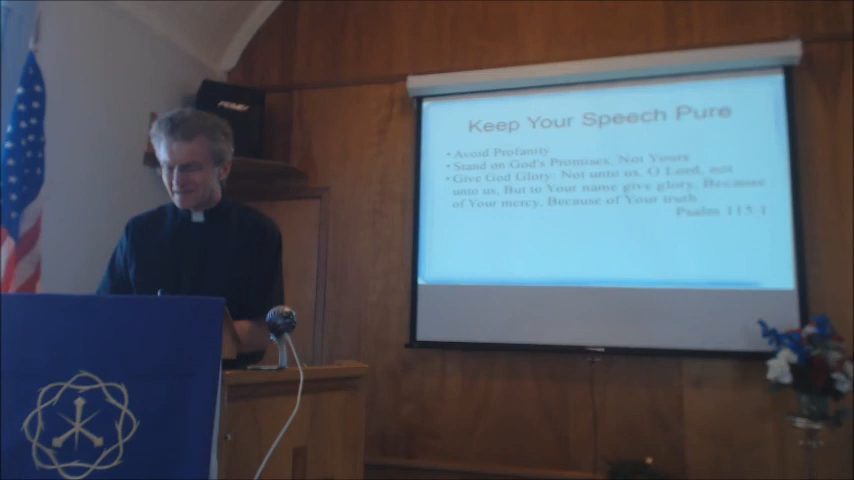 PEAVEY
Keep Your Speech Pure
• Avoid Profanity
• Stand on God's Promises, Not Yours
• Give God Glory: Not unto us, O Lord, not
unto us, But to Your name give glory, Because
of Your mercy, Because of Your truth
Psalm 115:1